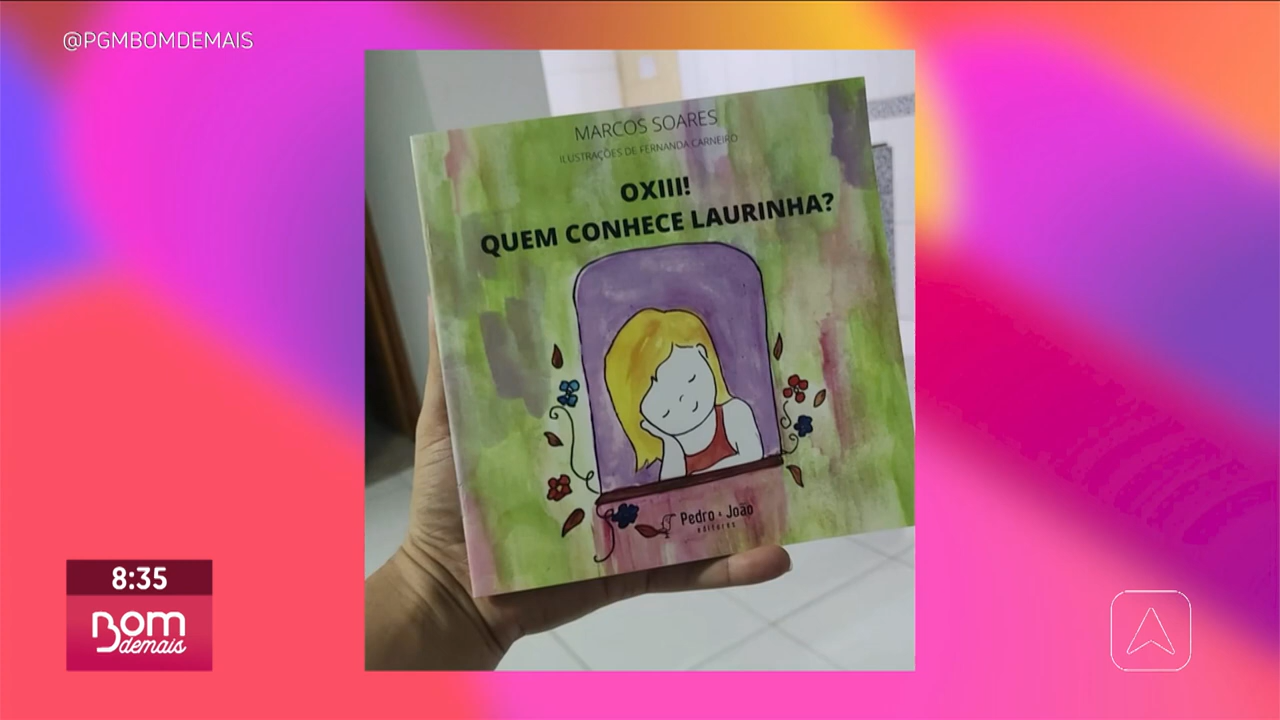 @PGMBOMDEMAIS
MARCOS SOARES
ILUSTRAÇÕES DE FERNANDA CARNEIRO
OXIII!
QUEM CONHECE LAURINHA?
Pedro & João
editores
8:35
Bom
demais